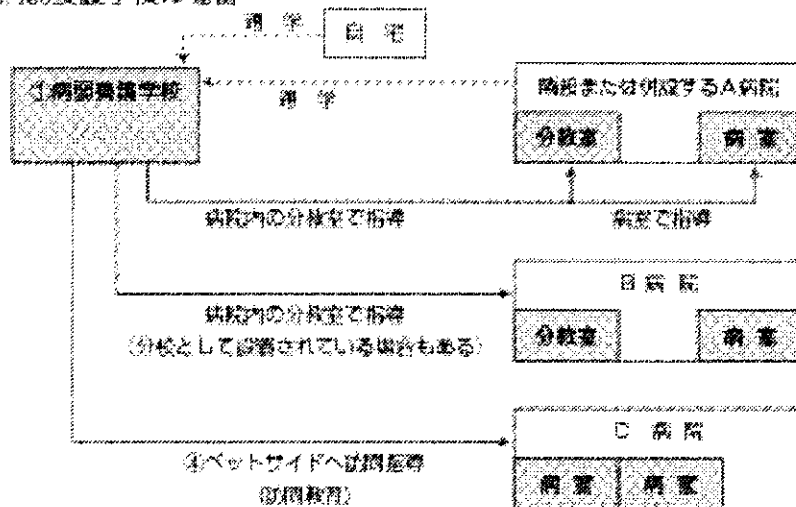 通 学
自 宅
①病弱養護学校
通 学
隣接または併設するA病院
分教室
病 室
病院内の分教室で指導
病室で指導
B 病 院
病院内の分教室で指導
(分校として設置されている場合もある)
分教室
病 室
C 病 院
④ベットサイドへ訪問指導
(訪問教育)
病 室
病 室